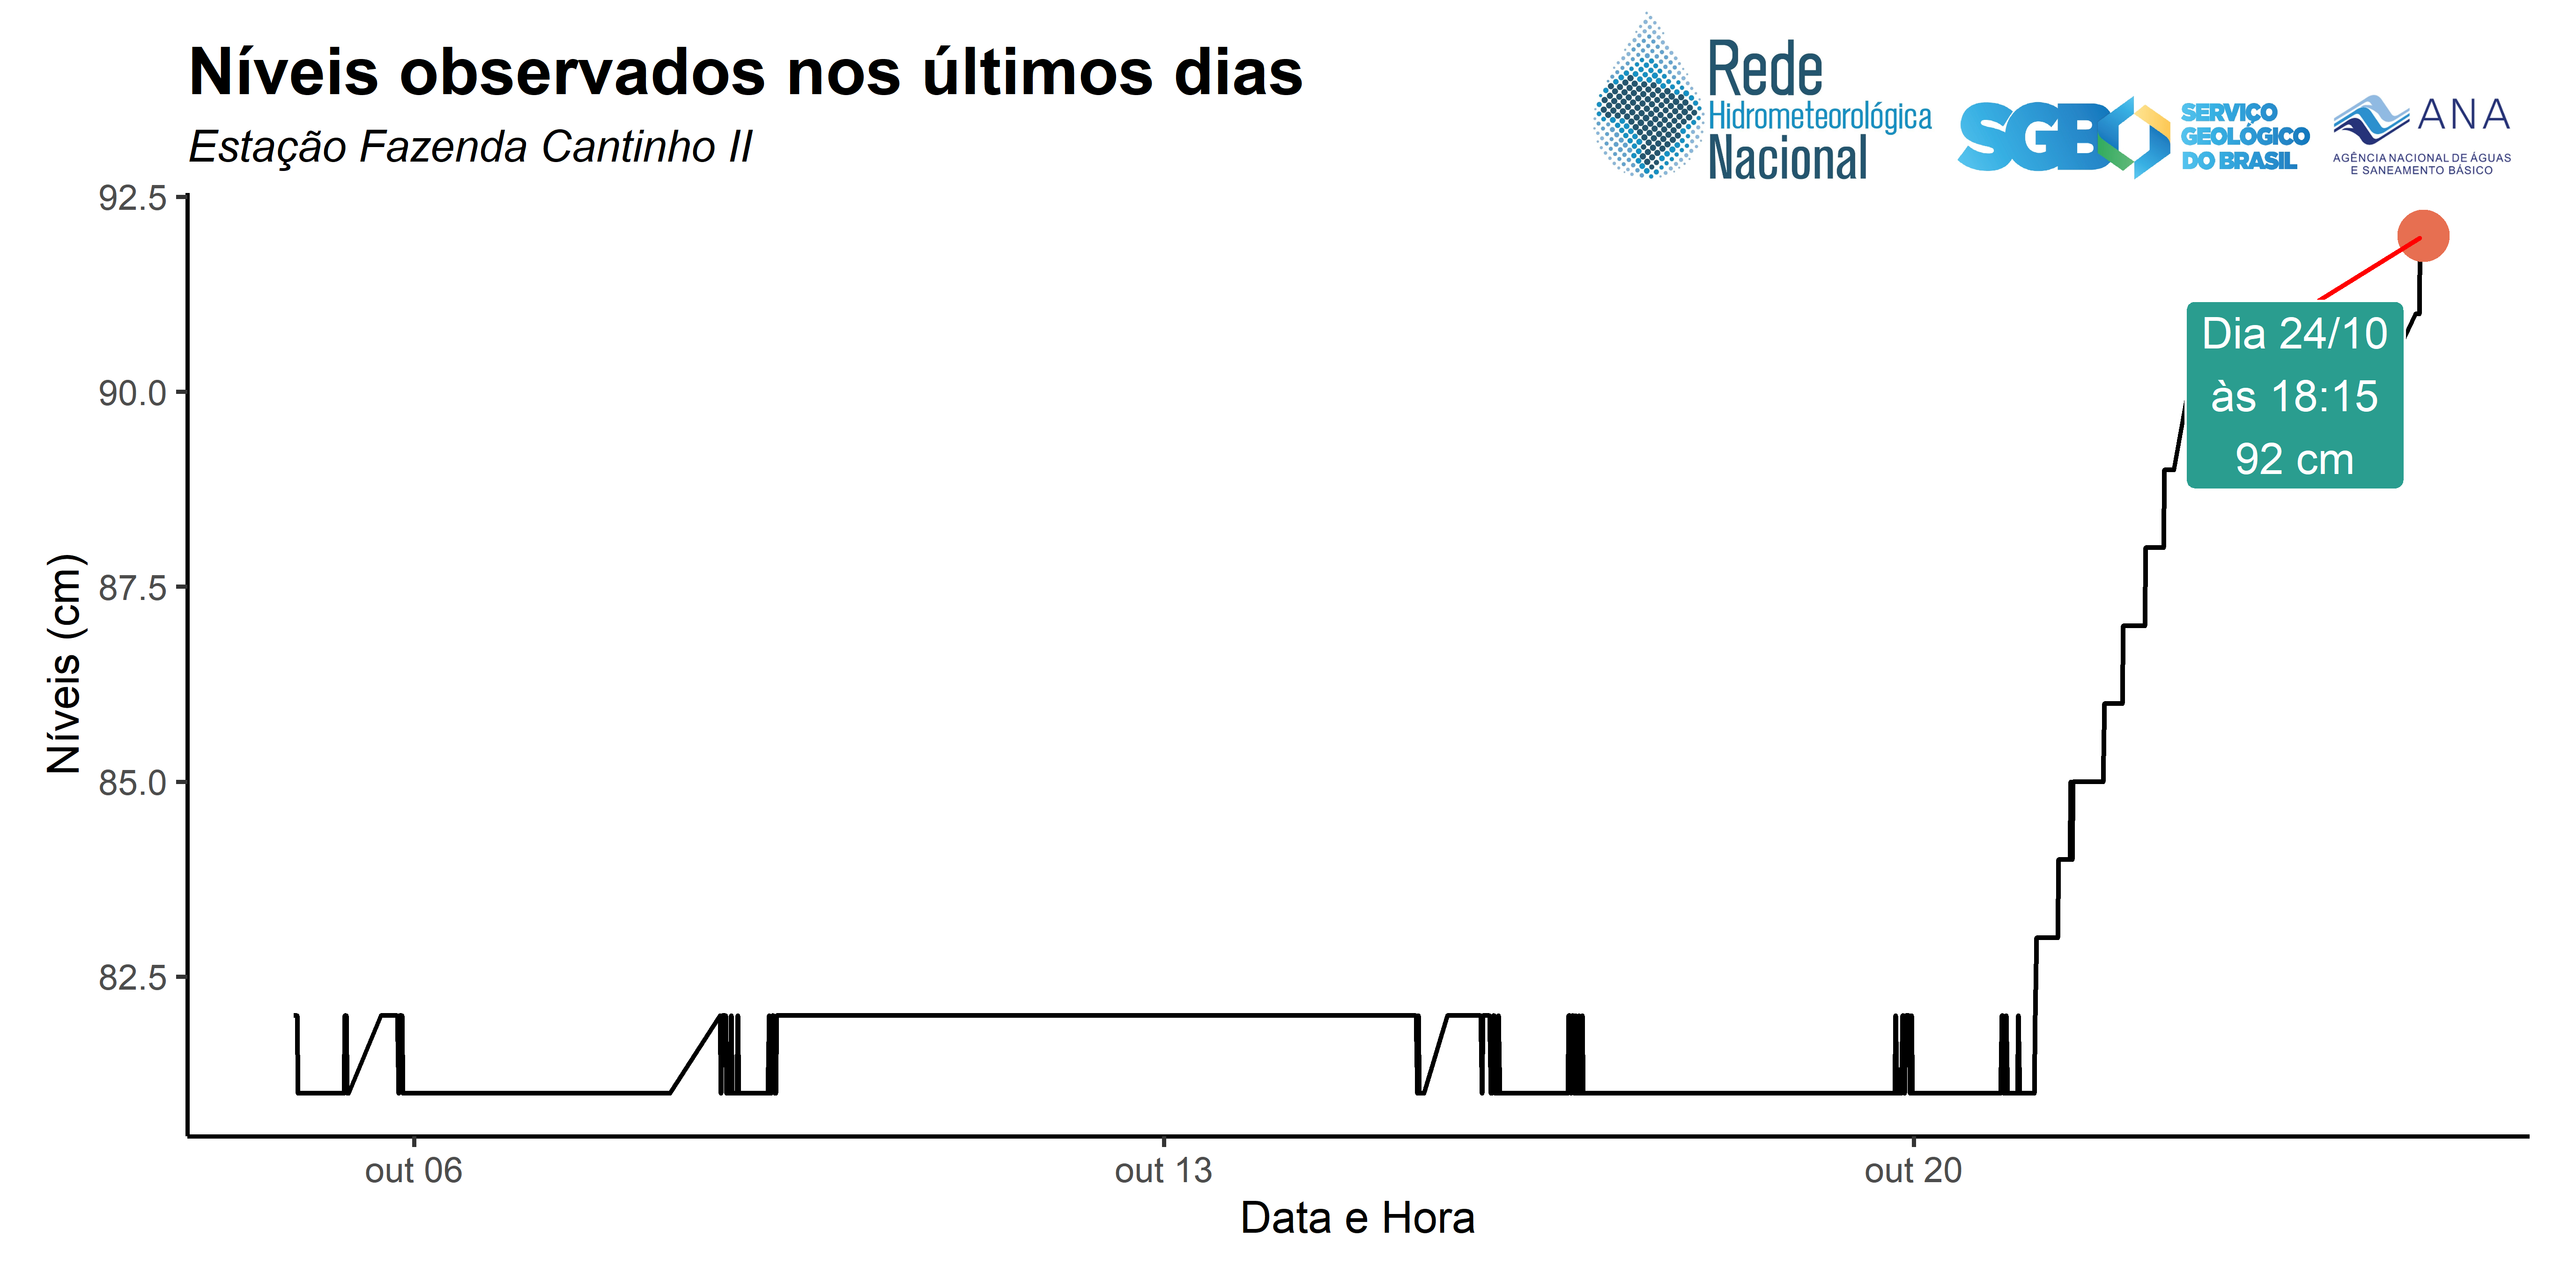 Níveis observados nos últimos dias
Estação Fazenda Cantinho II
Rede
Hidrometeorológica
Nacional
SGB
SERVIÇO
GEOLÓGICO
DO BRASIL
ANA
AGÊNCIA NACIONAL DE ÁGUAS
E SANEAMENTO BÁSICO
92.5
90.0
87.5
85.0
82.5
Níveis (cm)
Dia 24/10
às 18:15
92 cm
out 06
out 13
out 20
Data e Hora